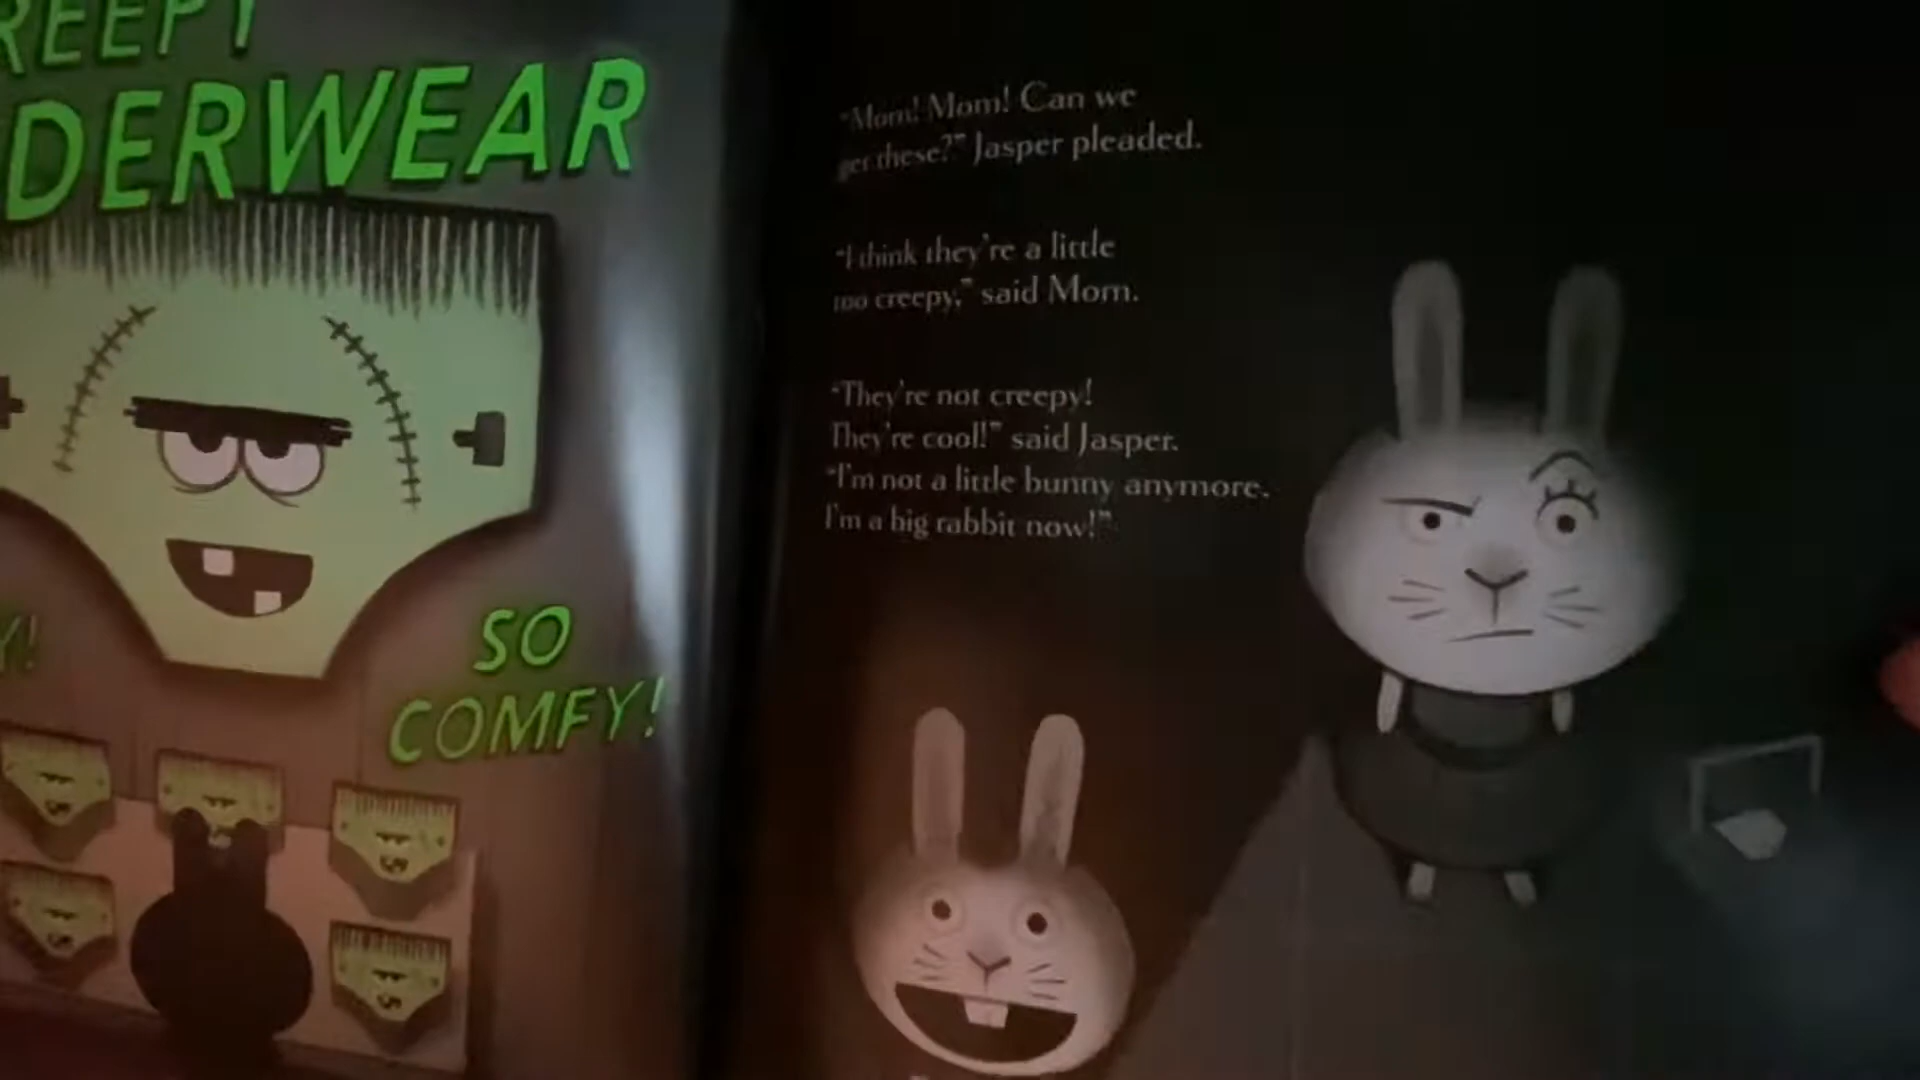 REEPY
DERWEAR
Y!
SO
COMFY!
"Mom! Mom! Can we
get these?" Jasper pleaded.
"I think they're a little
too creepy," said Mom.
"They're not creepy!
They're cool!" said Jasper.
"I'm not a little bunny anymore.
I'm a big rabbit now!"